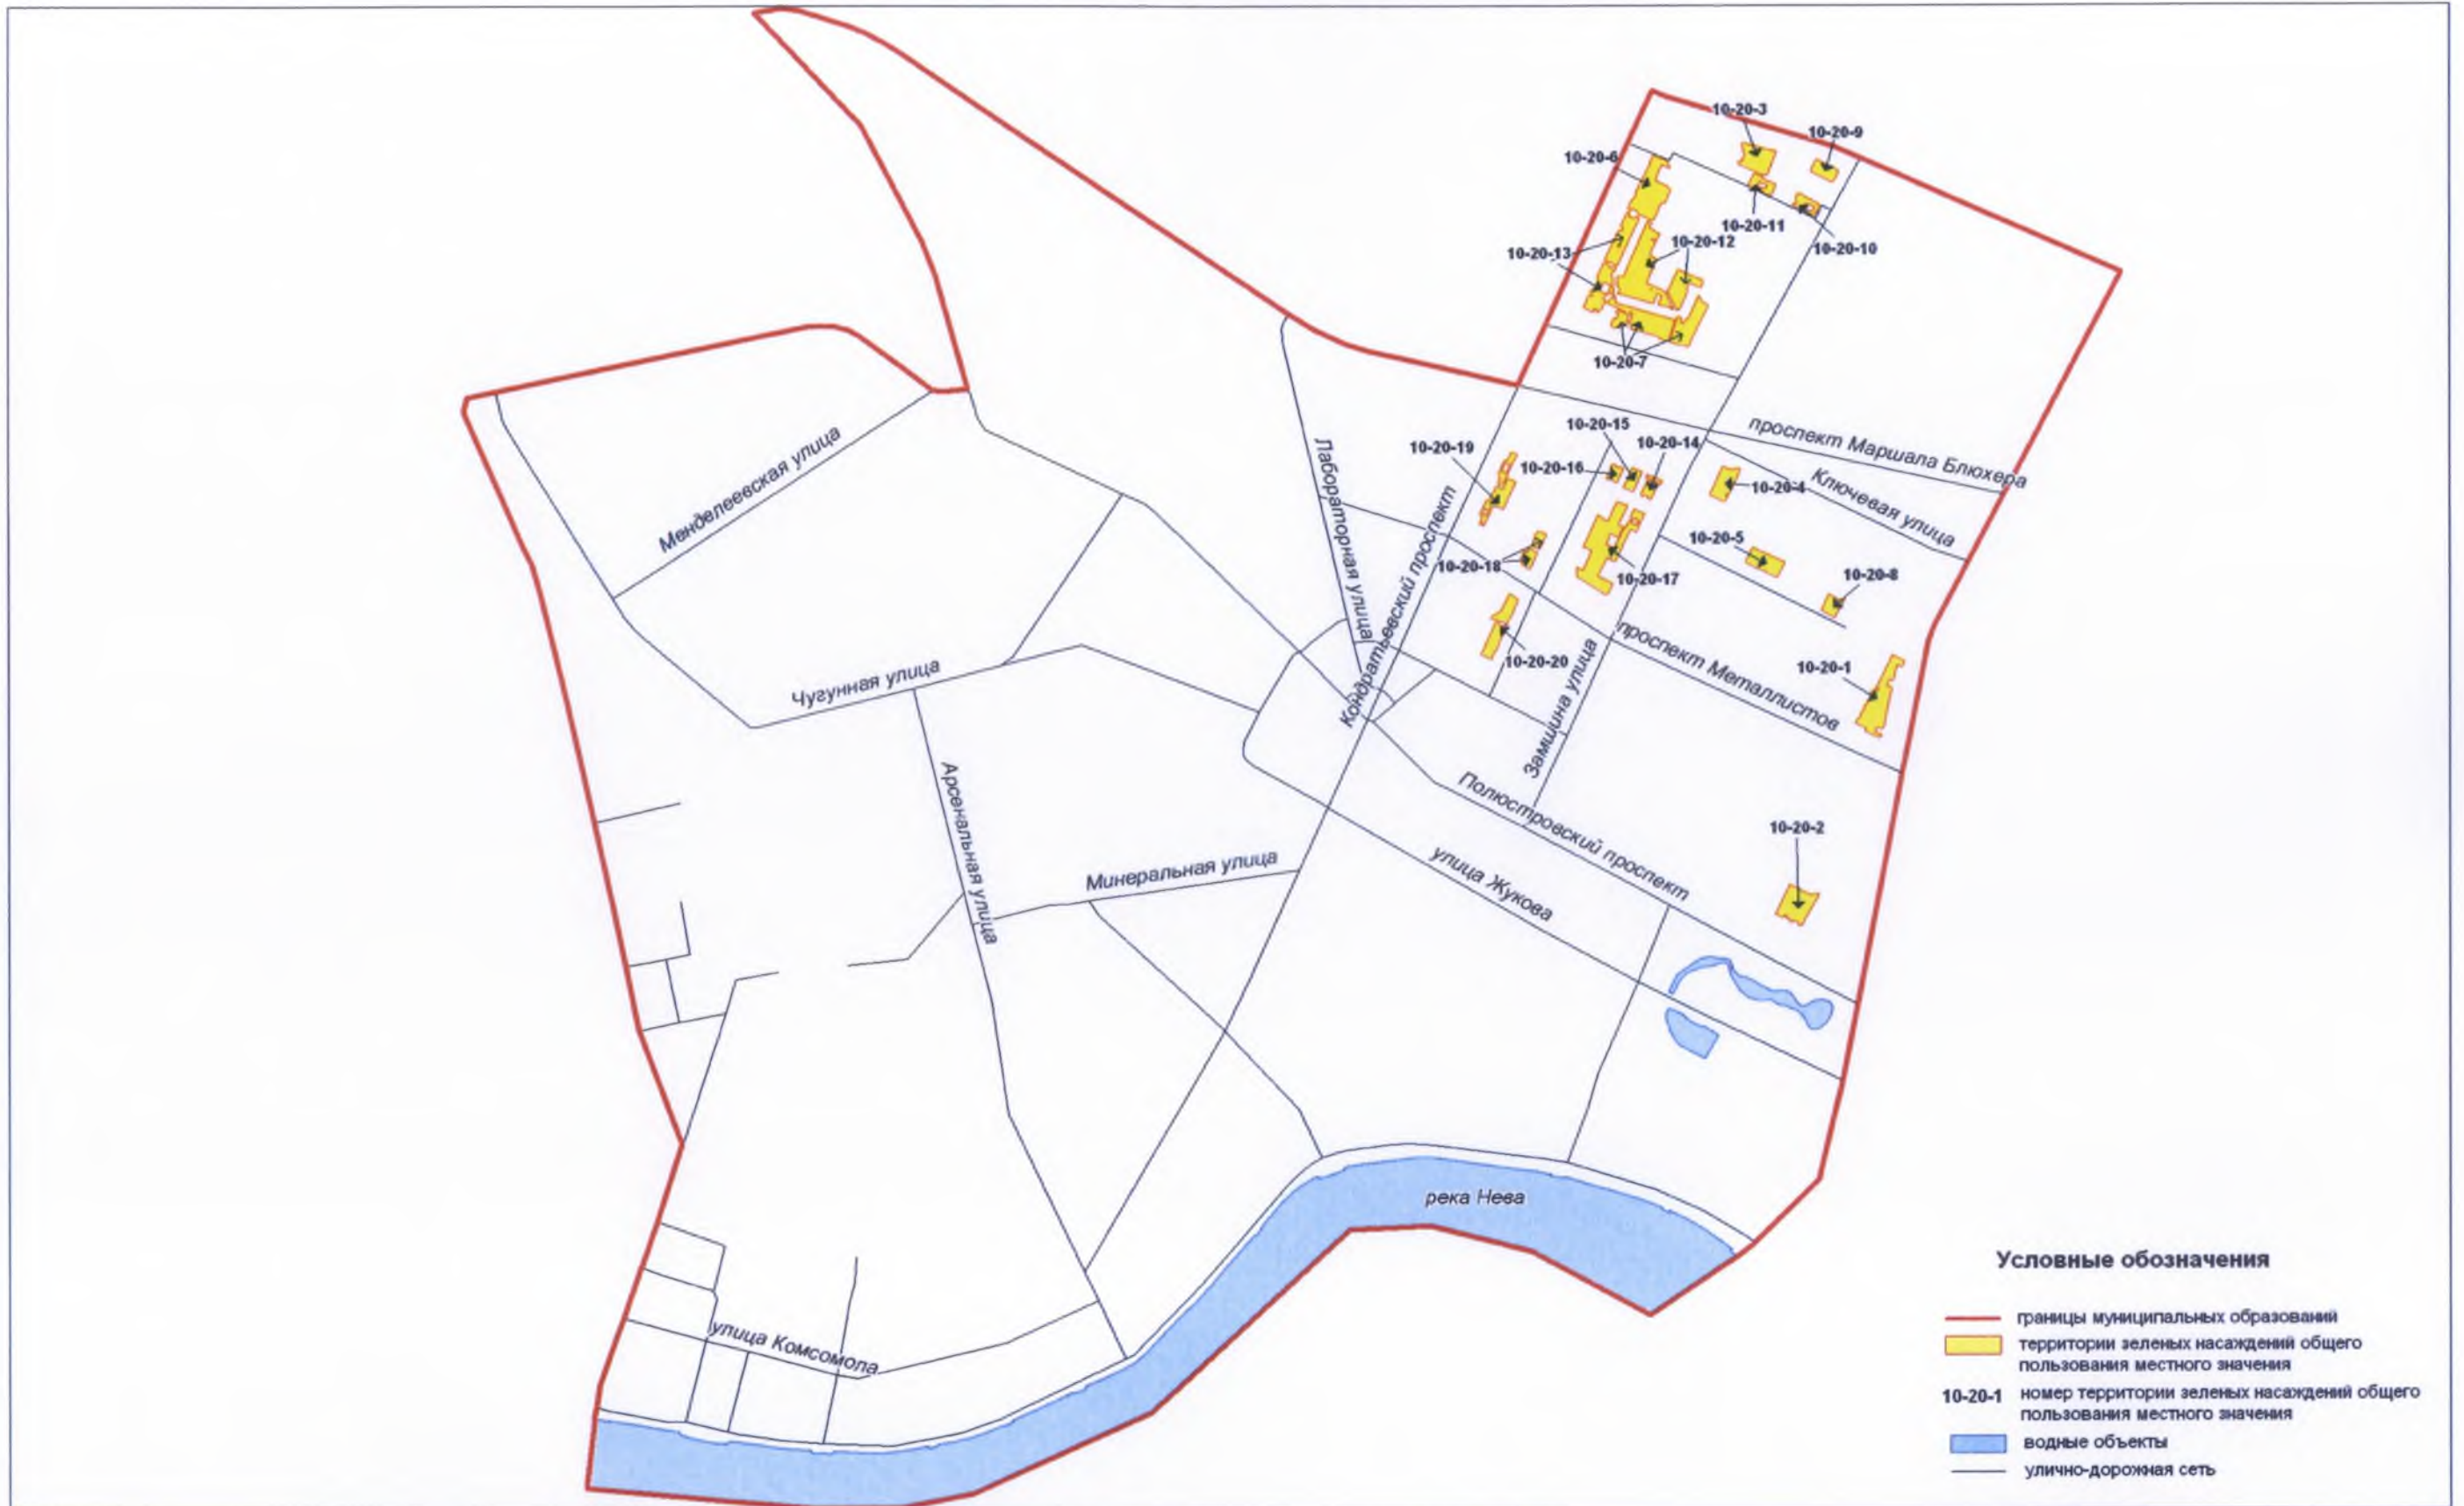 10-20-3
10-20-9
10-20-6
10-20-11
10-20-12
10-20-10
10-20-13
10-20-7
проспект Маршала Блюхера
10-20-15
10-20-14
10-20-19
10-20-16
10-20-4
Ключевая улица
Лабораторная улица
Менделеевская улица
Кондратьевский проспект
10-20-5
10-20-18
10-20-17
10-20-8
10-20-20
проспект Металлистов
10-20-1
Чугунная улица
Замшина улица
Арсенальная улица
Полюстровский проспект
10-20-2
Минеральная улица
улица Жукова
река Нева
улица Комсомола
Условные обозначения
границы муниципальных образований
территории зеленых насаждений общего
пользования местного значения
10-20-1 номер территории зеленых насаждений общего
пользования местного значения
водные объекты
улично-дорожная сеть